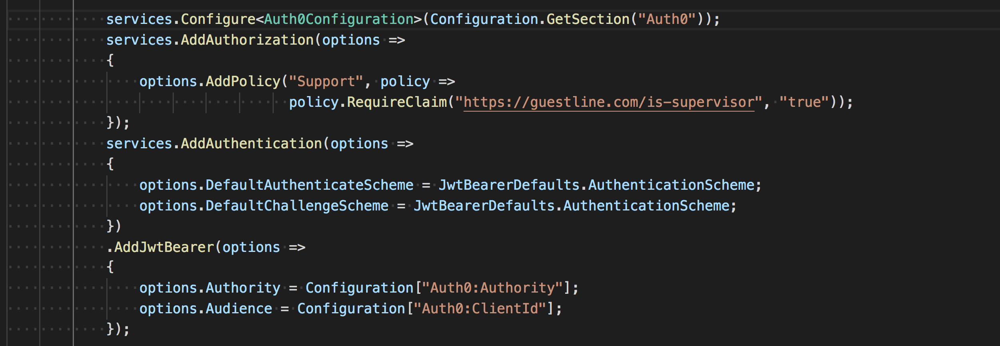 services.Configure<Auth0Configuration>(Configuration.GetSection("Auth0"));
services.AddAuthorization(options =>
{
    options.AddPolicy("Support", policy =>
                      policy.RequireClaim("https://guestline.com/is-supervisor", "true"));
});
services.AddAuthentication(options =>
{
    options.DefaultAuthenticateScheme = JwtBearerDefaults.AuthenticationScheme;
    options.DefaultChallengeScheme = JwtBearerDefaults.AuthenticationScheme;
})
.AddJwtBearer(options =>
{
    options.Authority = Configuration["Auth0:Authority"];
    options.Audience = Configuration["Auth0:ClientId"];
});